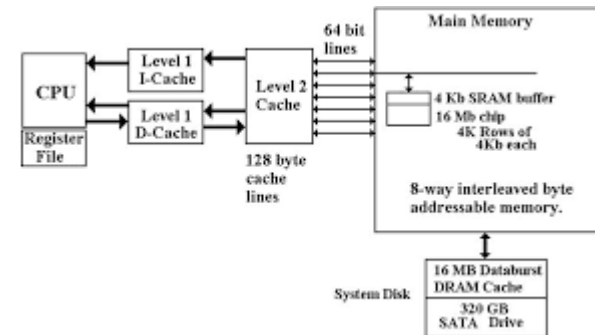 Main Memory
64 bit
lines
Level 1
I-Cache
Level 2
Cache
CPU
4 Kb SRAM buffer
16 Mb chip
4K Rows of
4Kb each
Level 1
D-Cache
Register
File
128 byte
cache
lines
8-way interleaved byte
addressable memory.
16 MB Databurst
DRAM Cache
System Disk
320 GB
SATA Drive